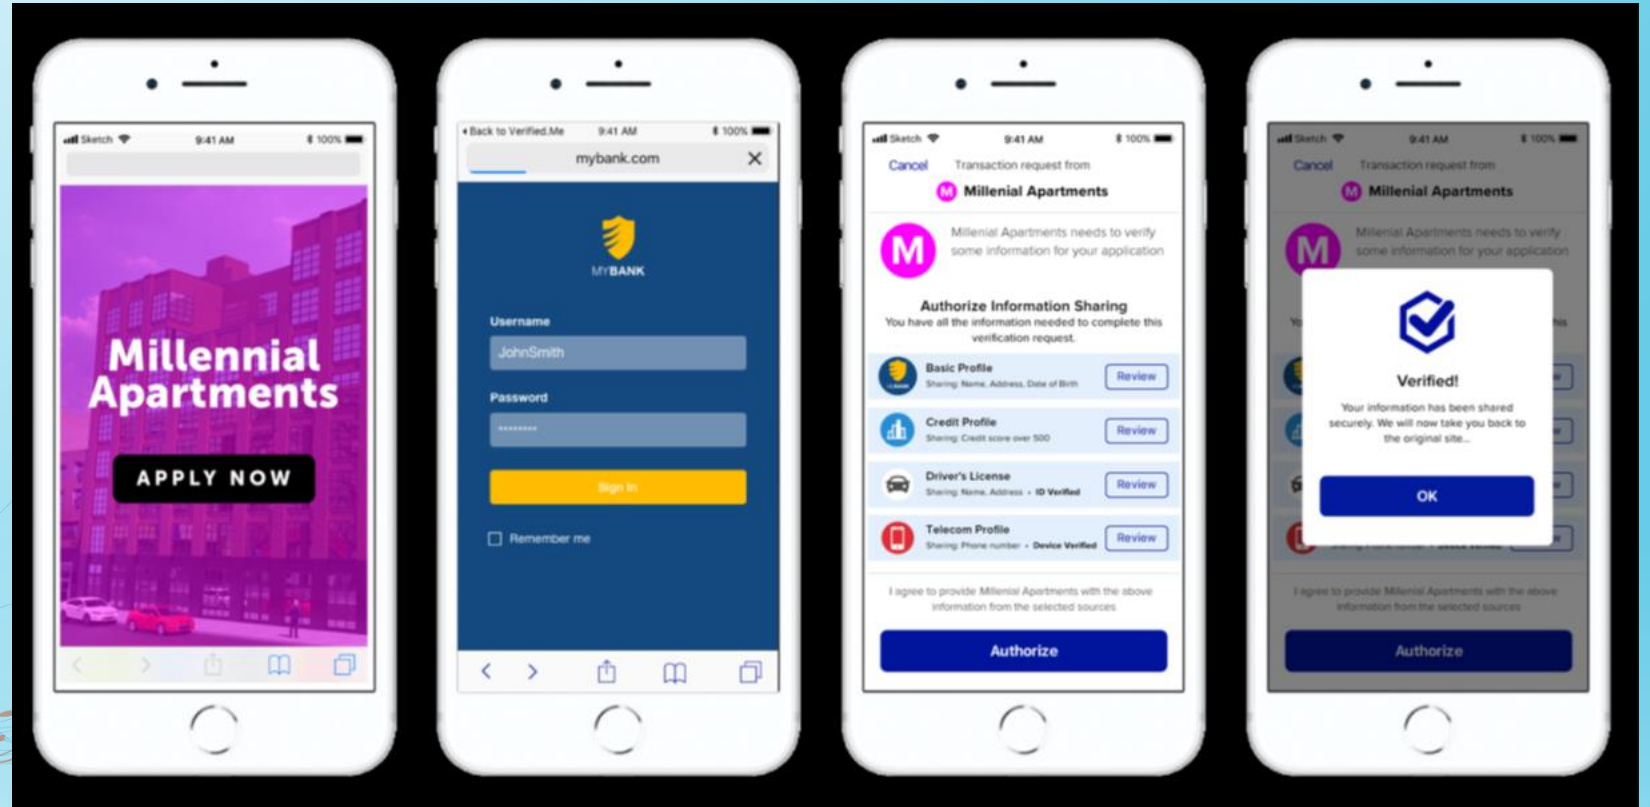 Sketch 9:41 AM 100%
Millennial
Apartments
APPLY NOW
Back to Verified.Me 9:41 AM 100%
mybank.com
MYBANK
Username
JohnSmith
Password
********
Sign In
Remember me
Sketch 9:41 AM 100%
Cancel Transaction request from
M Millenial Apartments
M
Millenial Apartments needs to verify
some information for your application
Authorize Information Sharing
You have all the information needed to complete this
verification request.
Basic Profile
Sharing: Name, Address, Date of Birth
Review
Credit Profile
Sharing: Credit score over 500
Review
Driver's License
Sharing: Name, Address • ID Verified
Review
Telecom Profile
Sharing: Phone number • Device Verified
Review
I agree to provide Millenial Apartments with the above
information from the selected sources
Authorize
Sketch 9:41 AM 100%
Cancel Transaction request from
M Millenial Apartments
M
Millenial Apartments needs to verify
some information for your application
Verified!
Your information has been shared
securely. We will now take you back to
the original site...
OK
I agree to provide Millenial Apartments with the above
information from the selected sources
Authorize